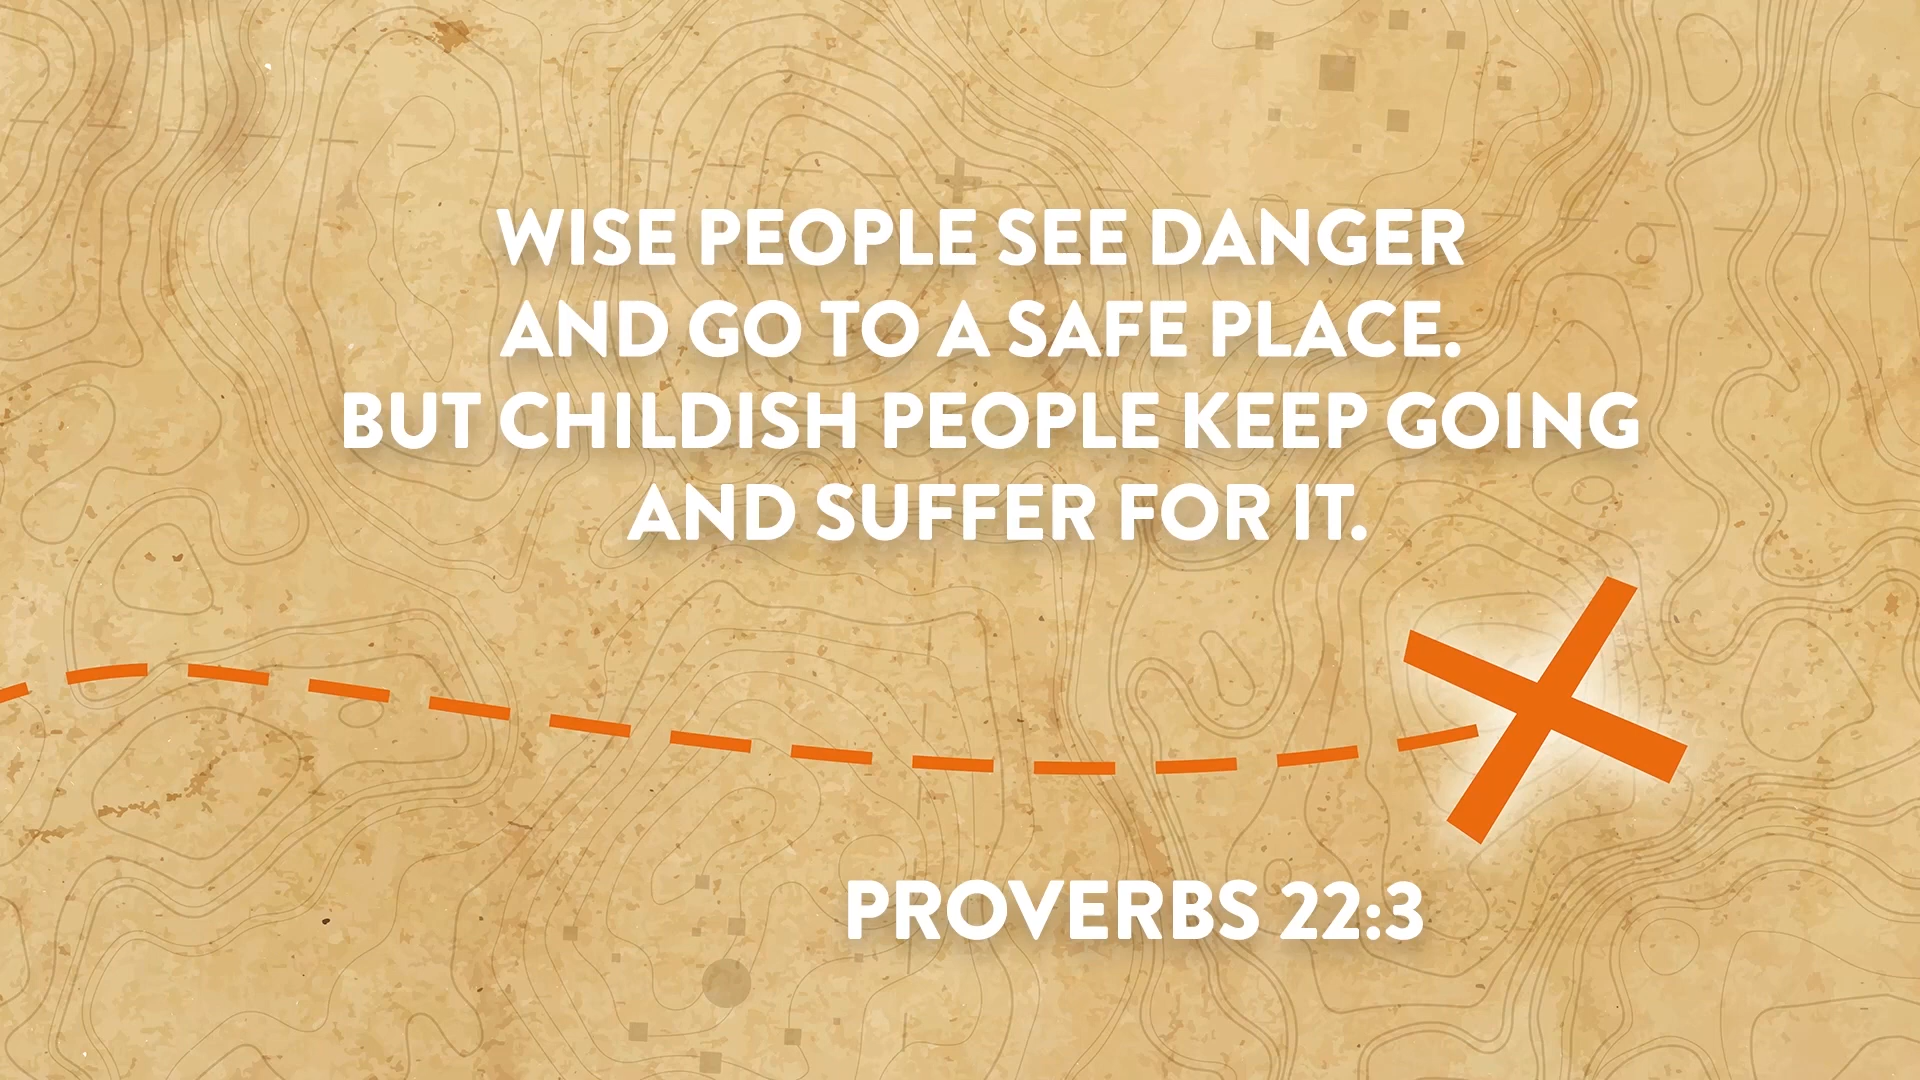 WISE PEOPLE SEE DANGER
AND GO TO A SAFE PLACE.
BUT CHILDISH PEOPLE KEEP GOING
AND SUFFER FOR IT.
PROVERBS 22:3